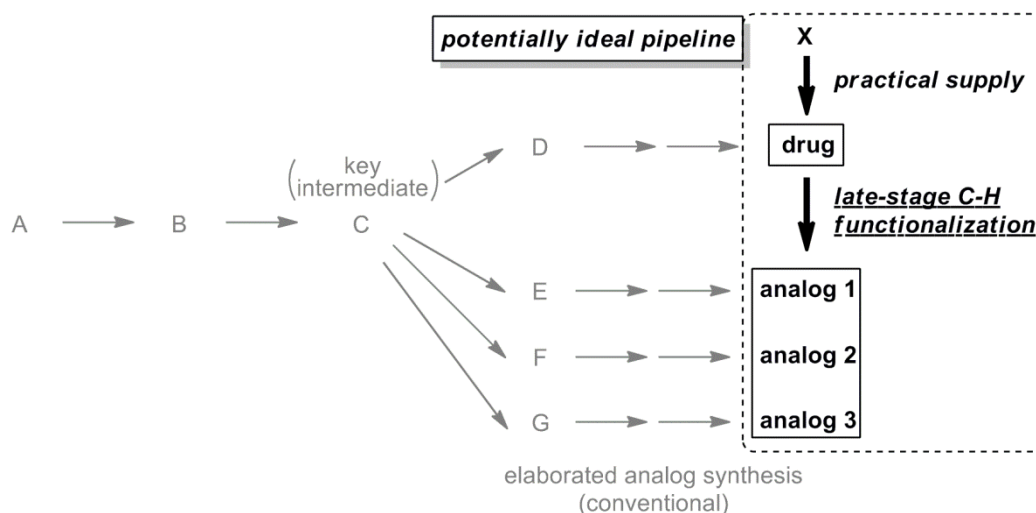 potentially ideal pipeline
X
practical supply
D
drug
(key
intermediate)
late-stage C-H
functionalization
A
B
C
E
analog 1
F
analog 2
G
analog 3
elaborated analog synthesis
(conventional)